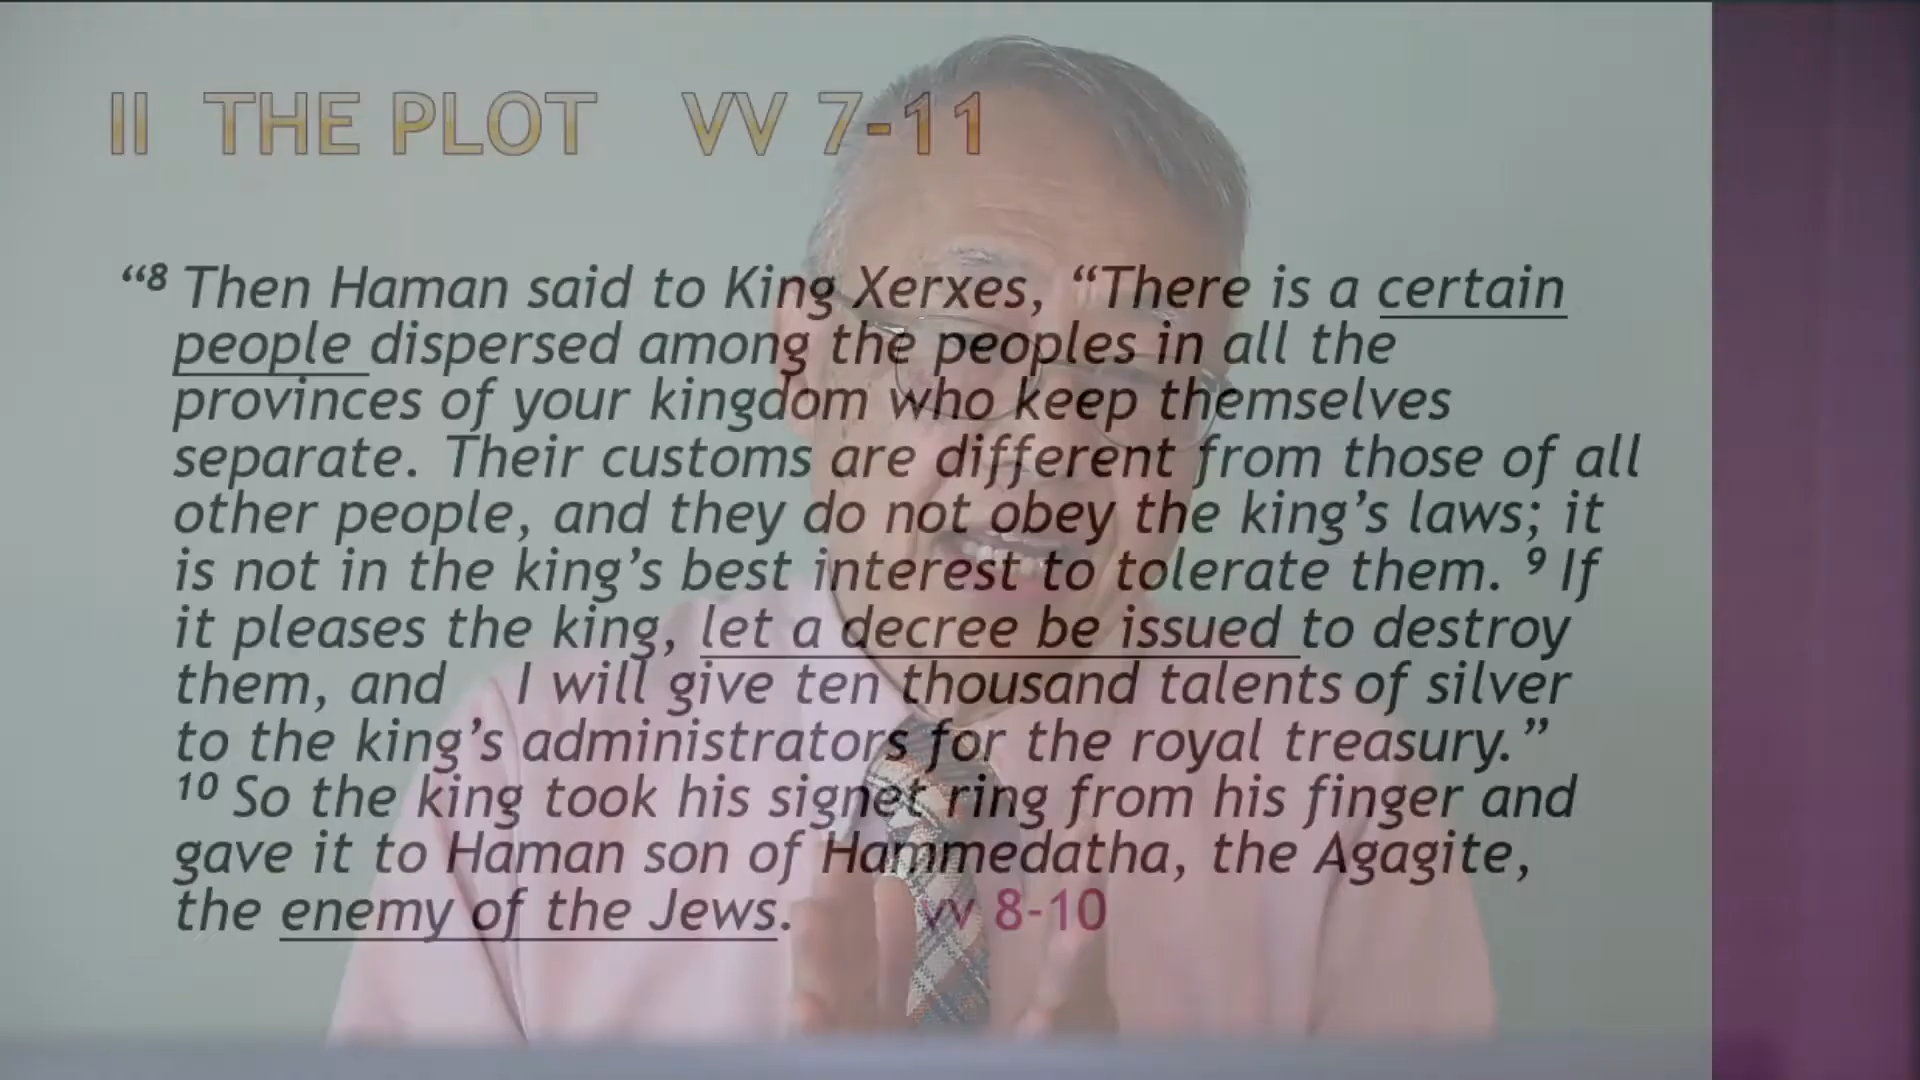 II THE PLOT VV 7-11
“8 Then Haman said to King Xerxes, “There is a certain
people dispersed among the peoples in all the
provinces of your kingdom who keep themselves
separate. Their customs are different from those of all
other people, and they do not obey the king’s laws; it
is not in the king’s best interest to tolerate them. 9 If
it pleases the king, let a decree be issued to destroy
them, and I will give ten thousand talents of silver
to the king’s administrators for the royal treasury.”
10 So the king took his signet ring from his finger and
gave it to Haman son of Hammedatha, the Agagite,
the enemy of the Jews. vv 8-10